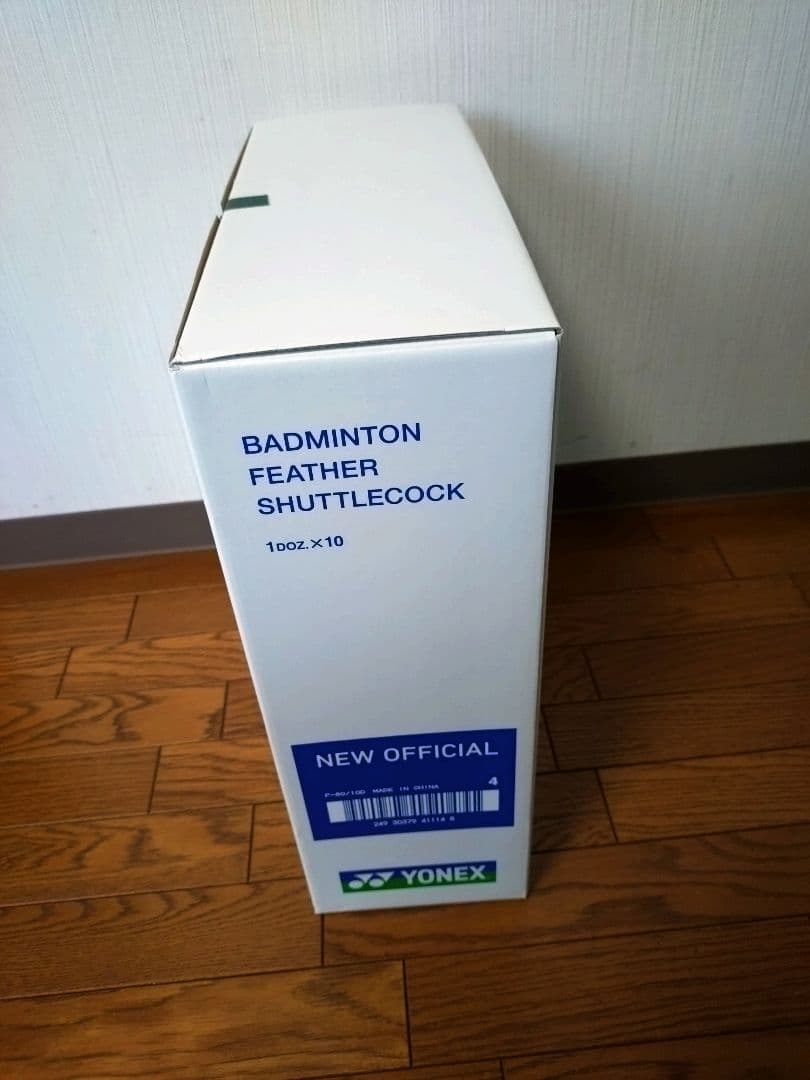 BADMINTON
FEATHER
SHUTTLECOCK
1DOZ.×10
NEW OFFICIAL
4
MADE IN CHINA
YONEX